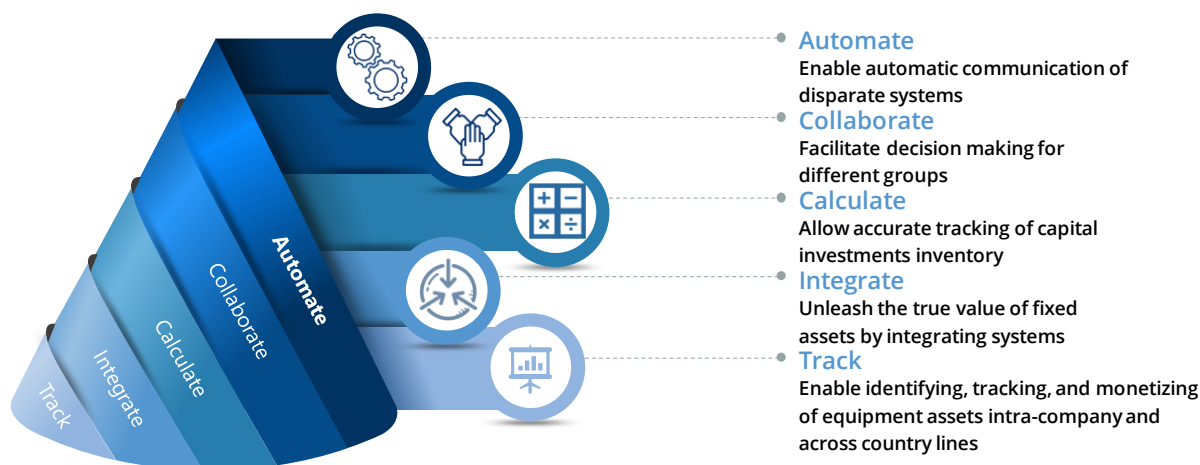 Automate
Enable automatic communication of
disparate systems
Collaborate
Facilitate decision making for
different groups
Calculate
Allow accurate tracking of capital
investments inventory
Integrate
Unleash the true value of fixed
assets by integrating systems
Track
Enable identifying, tracking, and monetizing
of equipment assets intra-company and
across country lines
Automate
Collaborate
Calculate
Integrate
Track